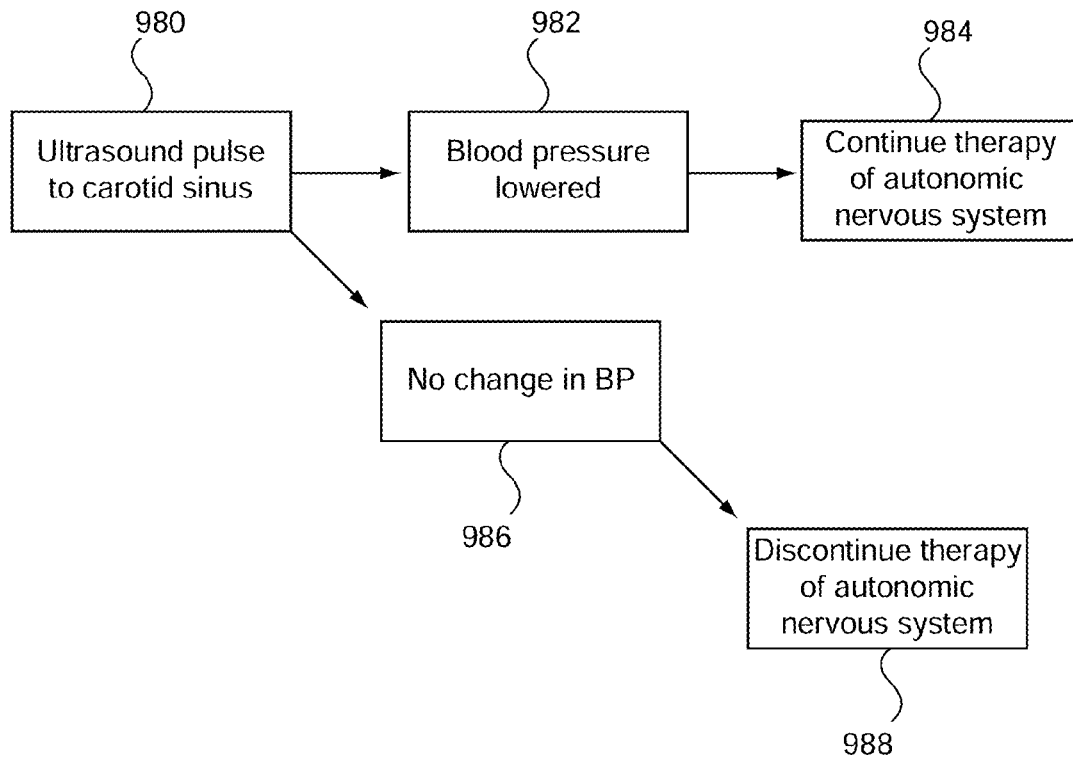 980
982
984
Ultrasound pulse
to carotid sinus
Blood pressure
lowered
Continue therapy
of autonomic
nervous system
No change in BP
986
Discontinue therapy
of autonomic
nervous system
988